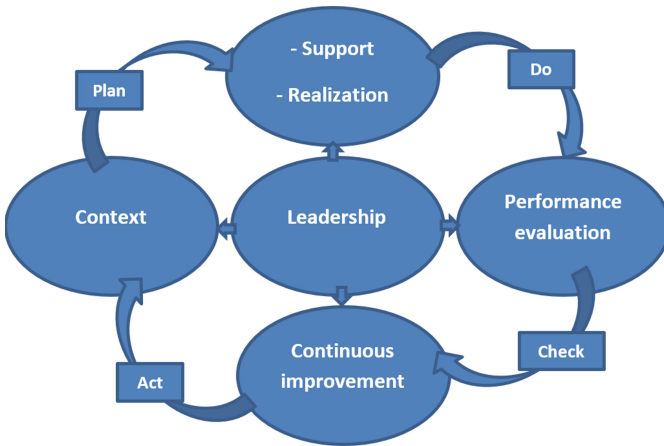 - Support
- Realization
Plan
Do
Context
Leadership
Performance
evaluation
Continuous
improvement
Act
Check